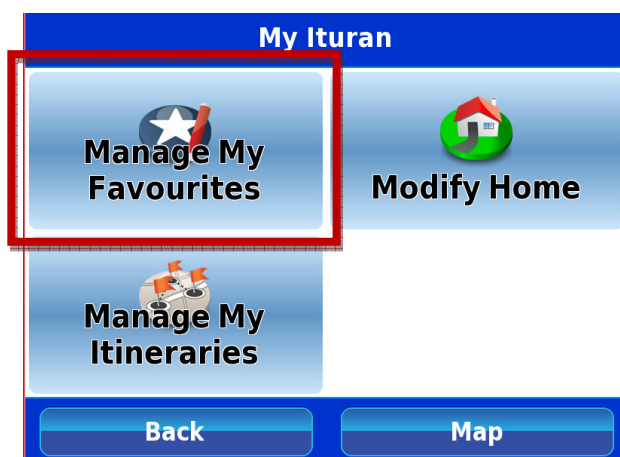 My Ituran
Manage My
Favourites
Modify Home
Manage My
Itineraries
Back
Map